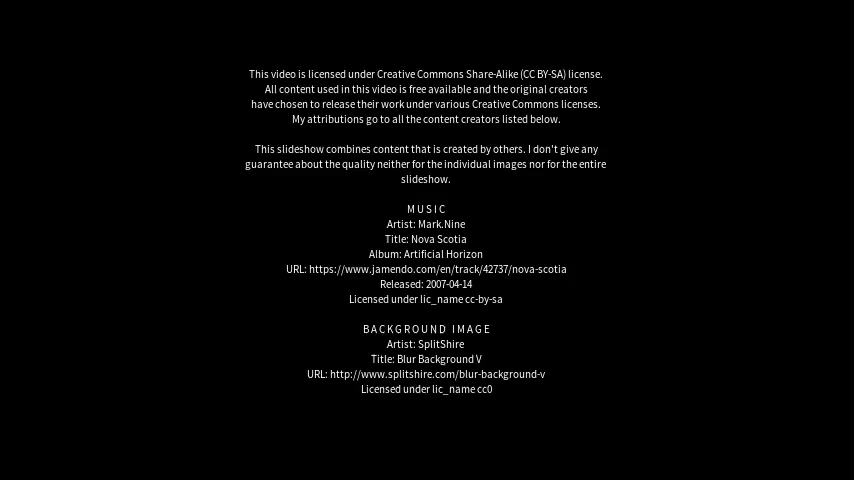 This video is licensed under Creative Commons Share-Alike (CC BY-SA) license.
All content used in this video is free available and the original creators
have chosen to release their work under various Creative Commons licenses.
My attributions go to all the content creators listed below.
This slideshow combines content that is created by others. I don't give any
guarantee about the quality neither for the individual images nor for the entire
slideshow.
MUSIC
Artist: Mark.Nine
Title: Nova Scotia
Album: Artificial Horizon
URL: https://www.jamendo.com/en/track/42737/nova-scotia
Released: 2007-04-14
Licensed under lic_name cc-by-sa
BACKGROUND IMAGE
Artist: SplitShire
Title: Blur Background V
URL: http://www.splitshire.com/blur-background-v
Licensed under lic_name cc0